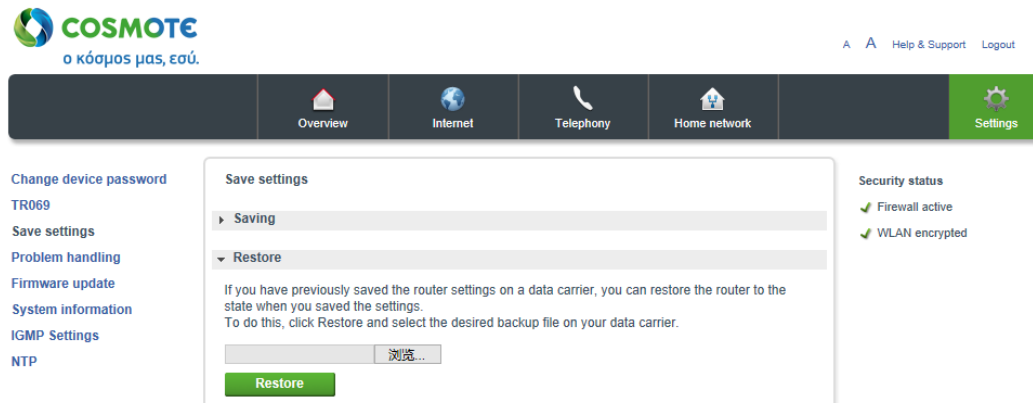 COSMOTE
ο κόσμος μας, εσύ.
A A Help & Support Logout
Overview Internet Telephony Home network Settings
Change device password
TR069
Save settings
Problem handling
Firmware update
System information
IGMP Settings
NTP
Save settings
Saving
Restore
If you have previously saved the router settings on a data carrier, you can restore the router to the
state when you saved the settings.
To do this, click Restore and select the desired backup file on your data carrier.
浏览...
Restore
Security status
Firewall active
WLAN encrypted